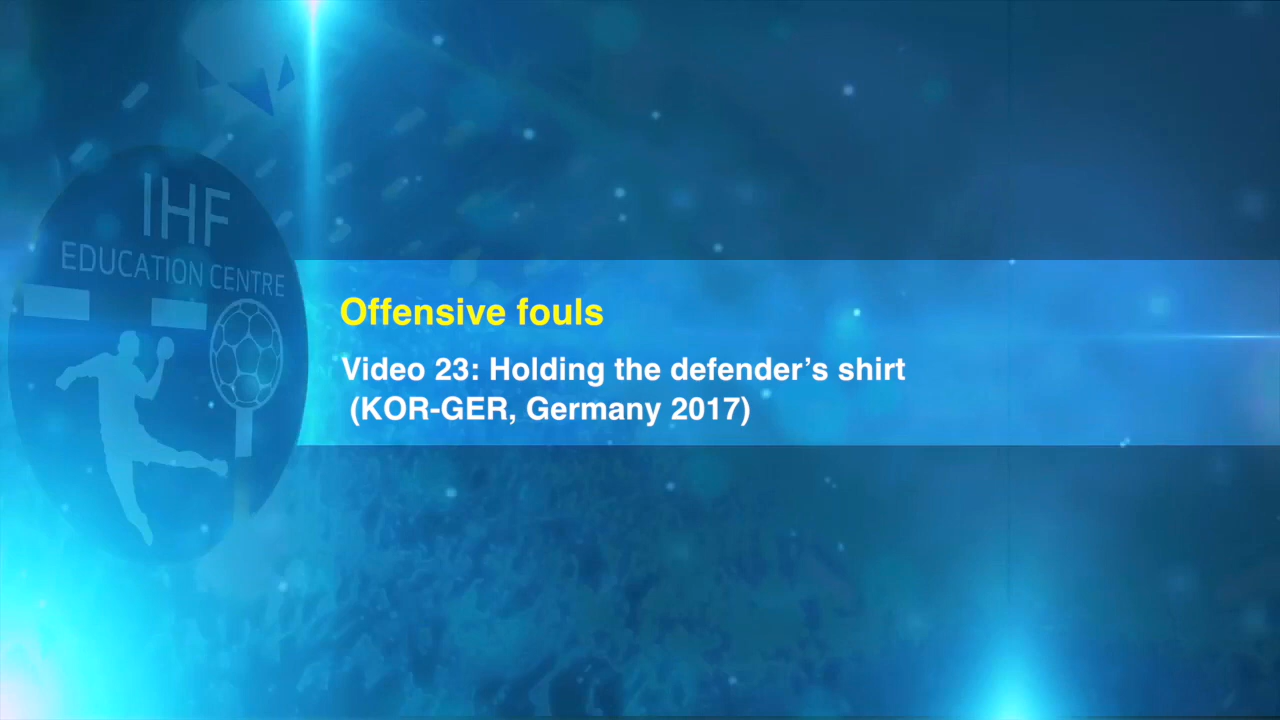 IHF
EDUCATION CENTRE
Offensive fouls
Video 23: Holding the defender’s shirt
(KOR-GER, Germany 2017)